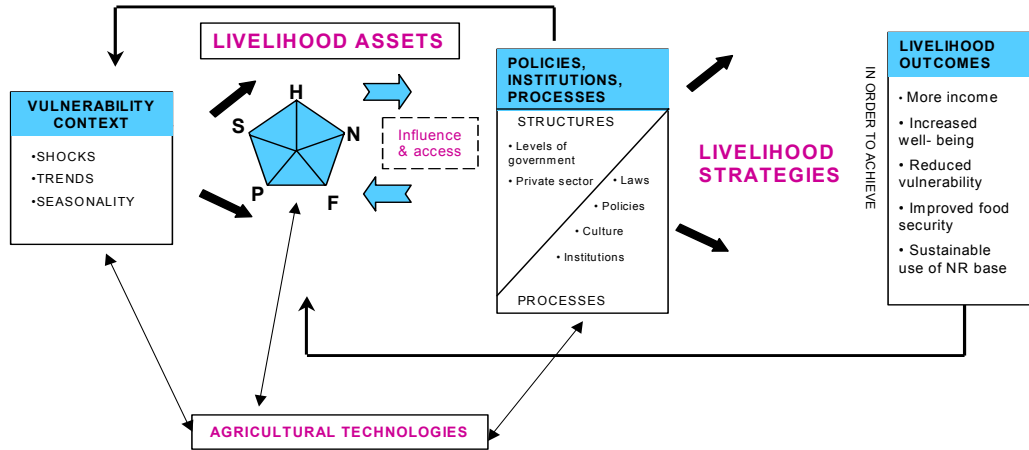 LIVELIHOOD ASSETS
VULNERABILITY
CONTEXT
•SHOCKS
•TRENDS
•SEASONALITY
H
S
N
P
F
Influence
& access
POLICIES,
INSTITUTIONS,
PROCESSES
STRUCTURES
• Levels of
government
• Private sector
• Laws
• Policies
• Culture
• Institutions
PROCESSES
LIVELIHOOD
STRATEGIES
IN ORDER TO ACHIEVE
LIVELIHOOD
OUTCOMES
• More income
• Increased
well- being
• Reduced
vulnerability
• Improved food
security
• Sustainable
use of NR base
AGRICULTURAL TECHNOLOGIES